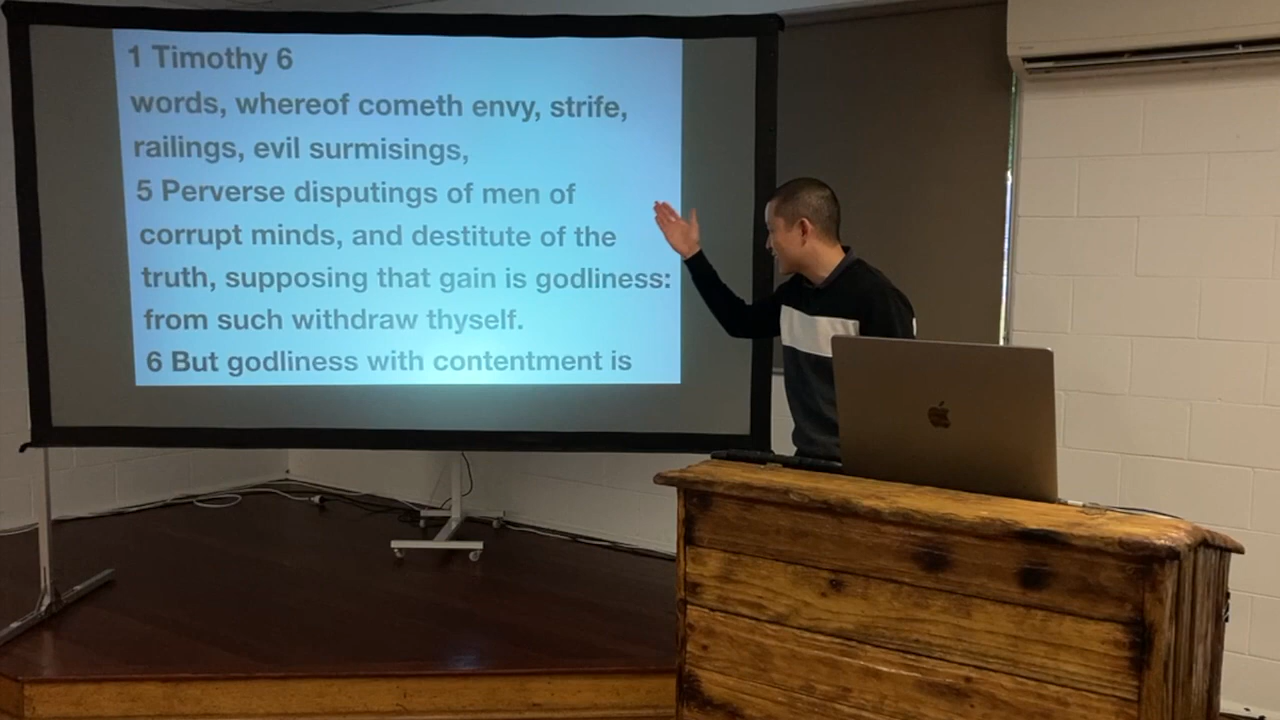 1 Timothy 6
words, whereof cometh envy, strife,
railings, evil surmisings,
5 Perverse disputings of men of
corrupt minds, and destitute of the
truth, supposing that gain is godliness:
from such withdraw thyself.
6 But godliness with contentment is